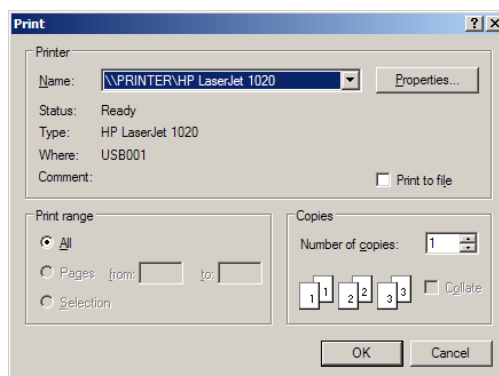 Print
Printer
Name: \\PRINTER\HP LaserJet 1020 Properties...
Status: Ready
Type: HP LaserJet 1020
Where: USB001
Comment: Print to file
Print range
All
Pages from: to:
Selection
Copies
Number of copies: 1
1 1 2 2 3 3 Collate
OK Cancel